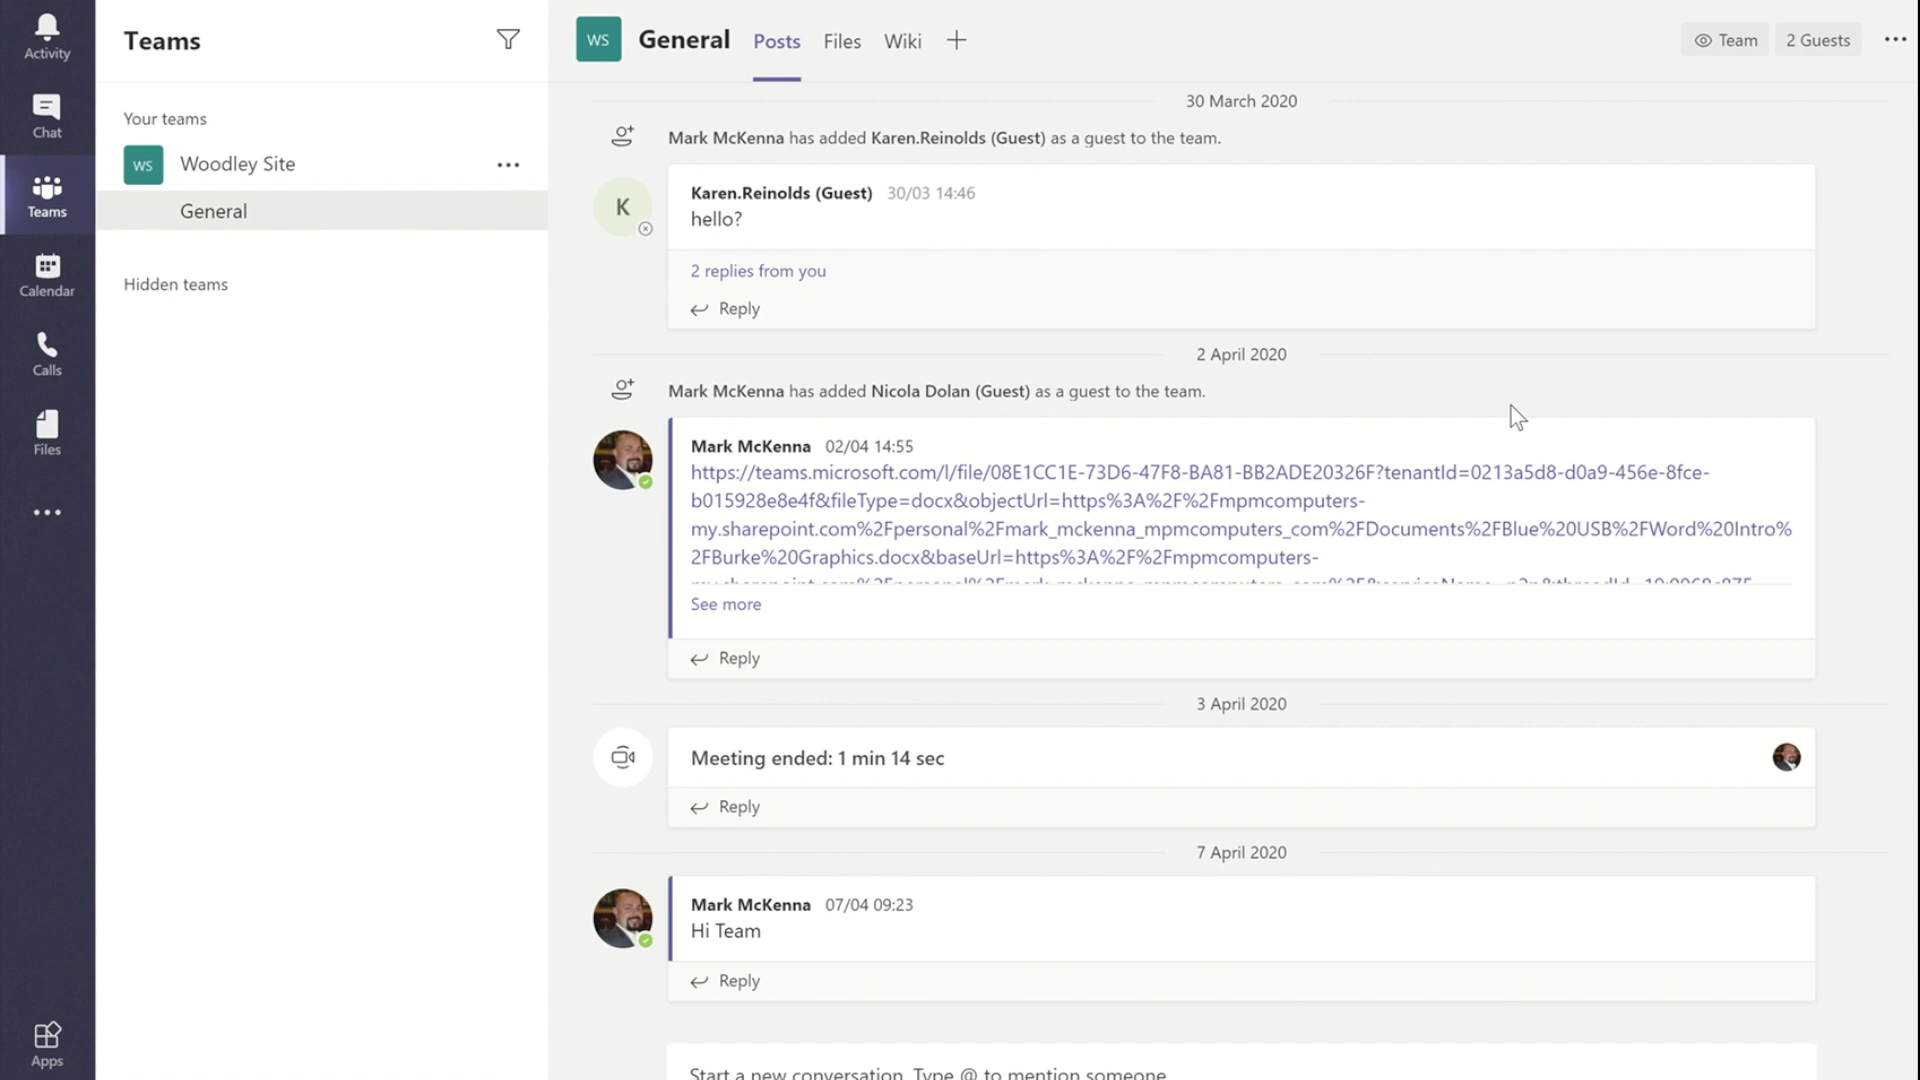 Activity
Chat
Teams
Calendar
Calls
Files
Apps
Teams
Your teams
WS Woodley Site
General
Hidden teams
WS General Posts Files Wiki
Team 2 Guests
30 March 2020
Mark McKenna has added Karen.Reinolds (Guest) as a guest to the team.
K
Karen.Reinolds (Guest) 30/03 14:46
hello?
2 replies from you
Reply
2 April 2020
Mark McKenna has added Nicola Dolan (Guest) as a guest to the team.
Mark McKenna 02/04 14:55
https://teams.microsoft.com/l/file/08E1CC1E-73D6-47F8-BA81-BB2ADE20326F?tenantId=0213a5d8-d0a9-456e-8fce-
b015928e8e4f&fileType=docx&objectUrl=https%3A%2F%2Fmpmcomputers-
my.sharepoint.com%2Fpersonal%2Fmark_mckenna_mpmcomputers_com%2FDocuments%2FBlue%20USB%2FWord%20Intro%
2FBurke%20Graphics.docx&baseUrl=https%3A%2F%2Fmpmcomputers-
See more
Reply
3 April 2020
Meeting ended: 1 min 14 sec
Reply
7 April 2020
Mark McKenna 07/04 09:23
Hi Team
Reply
Start a new conversation. Type @ to mention someone.